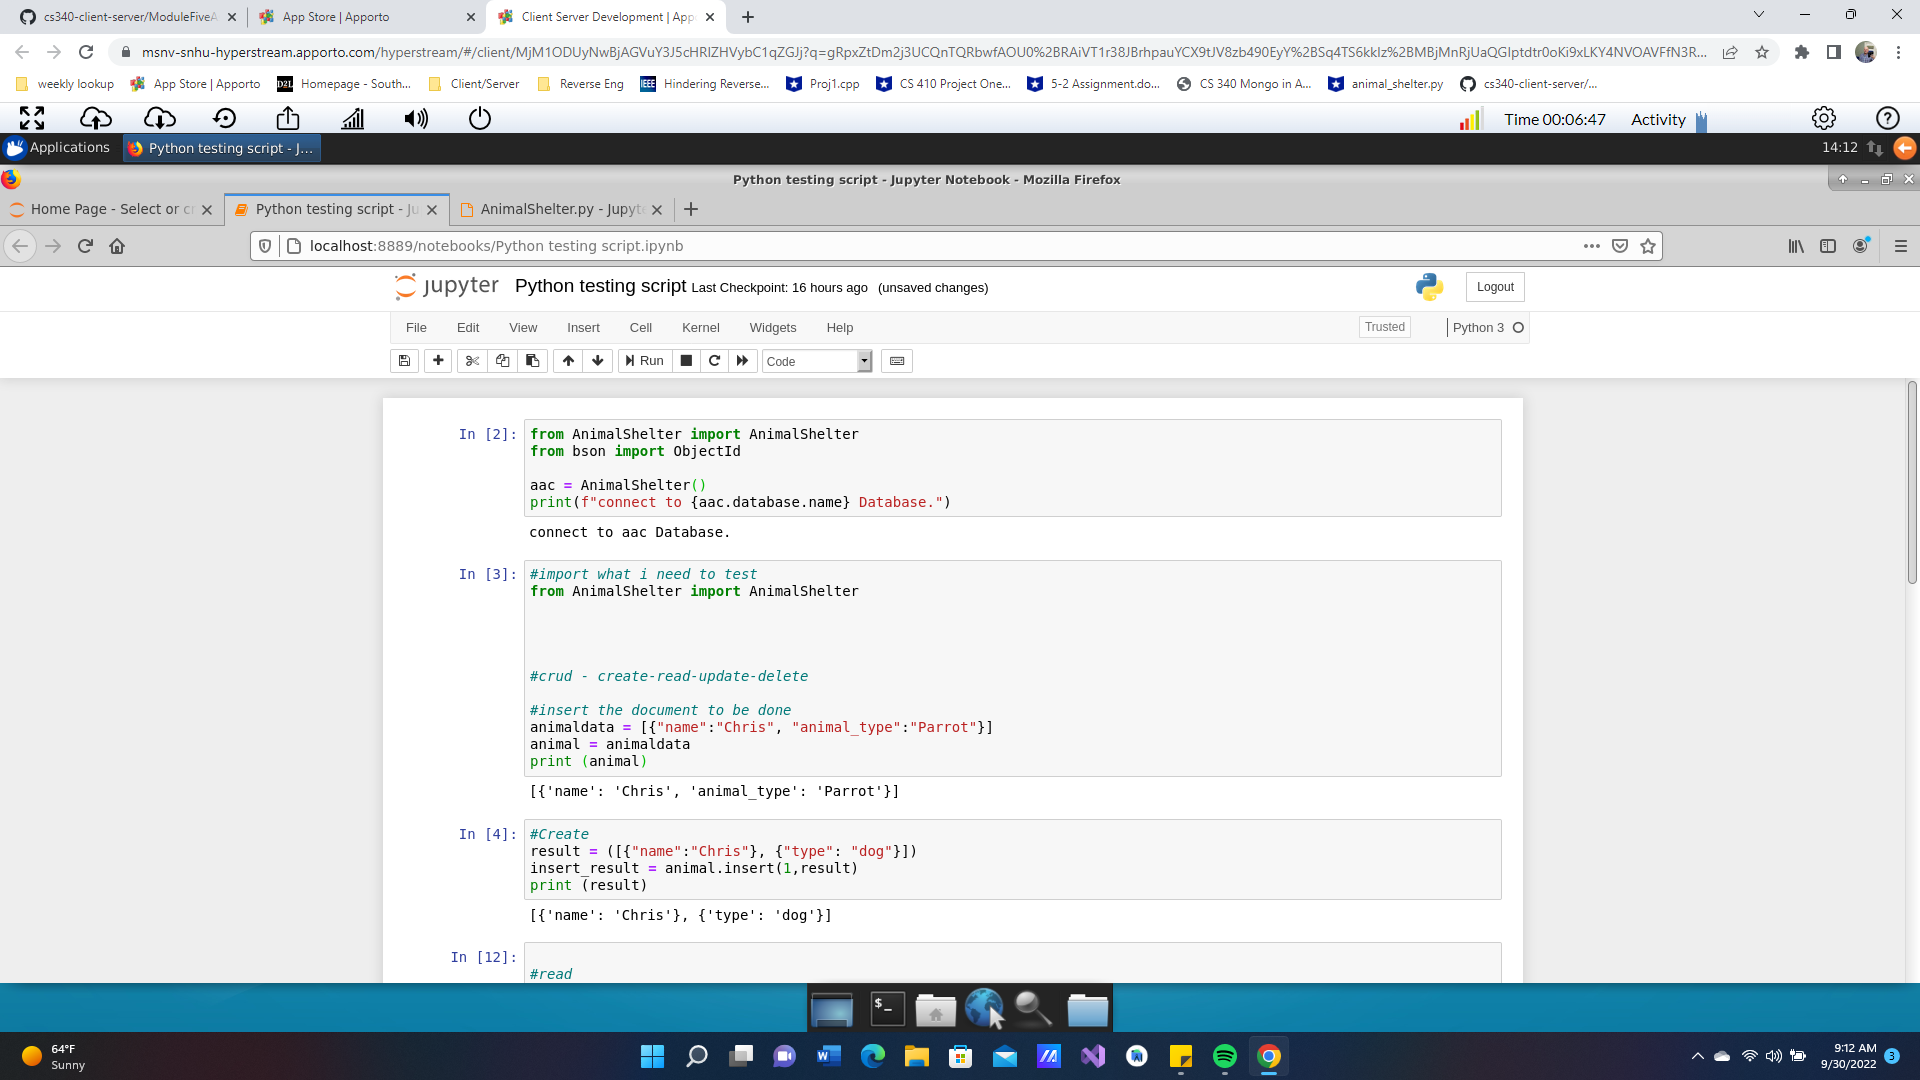 cs340-client-server/ModuleFiveA
App Store | Apporto
Client Server Development | App
msnv-snhu-hyperstream.apporto.com/hyperstream/#/client/MjM1ODUyNwBjAGVuY3J5cHRlZHVybC1qZGJj?q=gRpxZtDm2j3UCQnTQRbwfAOU0%2BRAiVT1r38JBrhpauYCX9tJV8zb490EyY%2BSq4TS6kkIz%2BMBjMnRjUaQGIptdtr0oKi9xLKY4NVOAVFfN3R...
weekly lookup
App Store | Apporto
D2L
Homepage - South...
Client/Server
Reverse Eng
IEEE
Hindering Reverse...
Proj1.cpp
CS 410 Project One...
5-2 Assignment.do...
CS 340 Mongo in A...
animal_shelter.py
cs340-client-server/...
Time 00:06:47
Activity
Applications
Python testing script - J...
14:12
Python testing script - Jupyter Notebook - Mozilla Firefox
Home Page - Select or cr
Python testing script - Ju
AnimalShelter.py - Jupyte
localhost:8889/notebooks/Python testing script.ipynb
jupyter
Python testing script Last Checkpoint: 16 hours ago (unsaved changes)
Logout
File
Edit
View
Insert
Cell
Kernel
Widgets
Help
Trusted
Python 3
Run
Code
In [2]:
from AnimalShelter import AnimalShelter
from bson import ObjectId
aac = AnimalShelter()
print(f"connect to {aac.database.name} Database.")
connect to aac Database.
In [3]:
#import what i need to test
from AnimalShelter import AnimalShelter
#crud - create-read-update-delete
#insert the document to be done
animaldata = [{"name":"Chris", "animal_type":"Parrot"}]
animal = animaldata
print (animal)
[{'name': 'Chris', 'animal_type': 'Parrot'}]
In [4]:
#Create
result = ([{"name":"Chris"}, {"type": "dog"}])
insert_result = animal.insert(1,result)
print (result)
[{'name': 'Chris'}, {'type': 'dog'}]
In [12]:
#read
64°F
Sunny
9:12 AM
9/30/2022
3